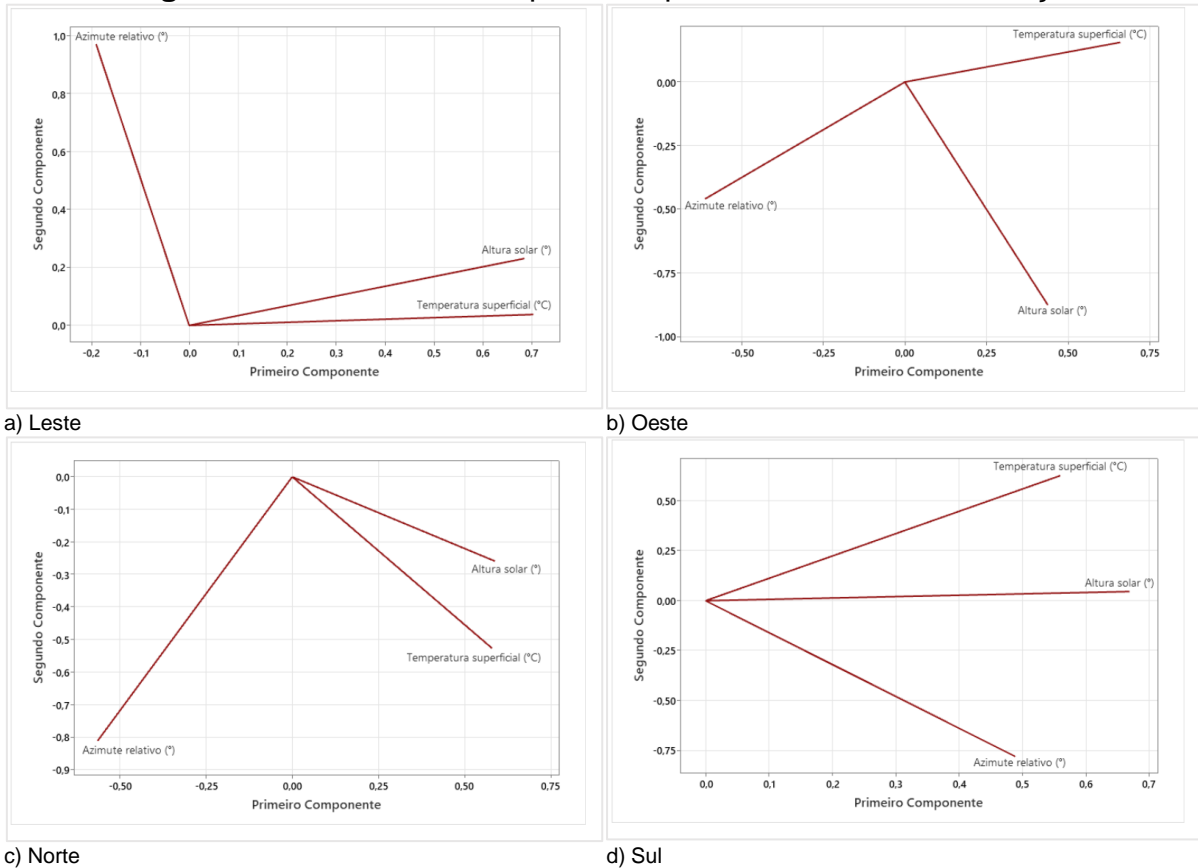 1,0
Azimute relativo (°)
0,8
0,6
0,4
0,2
0,0
Altura solar (°)
Temperatura superficial (°C)
Segundo Componente
-0,2 -0,1 0,0 0,1 0,2 0,3 0,4 0,5 0,6 0,7
Primeiro Componente
a) Leste
Temperatura superficial (°C)
0,00
-0,25
-0,50
-0,75
-1,00
Azimute relativo (°)
Altura solar (°)
Segundo Componente
-0,50 -0,25 0,00 0,25 0,50 0,75
Primeiro Componente
b) Oeste
0,0
-0,1
-0,2
-0,3
-0,4
-0,5
-0,6
-0,7
-0,8
-0,9
Altura solar (°)
Temperatura superficial (°C)
Azimute relativo (°)
Segundo Componente
-0,50 -0,25 0,00 0,25 0,50 0,75
Primeiro Componente
c) Norte
Temperatura superficial (°C)
0,50
0,25
0,00
-0,25
-0,50
-0,75
Altura solar (°)
Azimute relativo (°)
Segundo Componente
0,0 0,1 0,2 0,3 0,4 0,5 0,6 0,7
Primeiro Componente
d) Sul